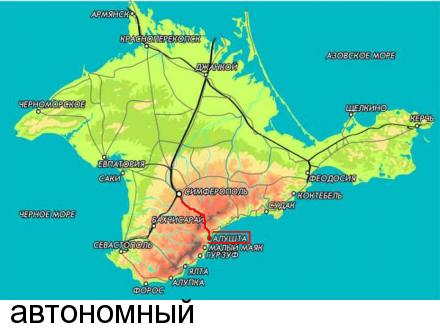 АРМЯНСК
КРАСНОПЕРЕКОПСК
АЗОВСКОЕ МОРЕ
ДЖАНКОЙ
ЧЕРНОМОРСКОЕ
ЩЕЛКИНО
КЕРЧЬ
ЕВПАТОРИЯ
САКИ
ФЕОДОСИЯ
СИМФЕРОПОЛЬ
КОКТЕБЕЛЬ
СУДАК
ЧЕРНОЕ МОРЕ
БАХЧИСАРАЙ
АЛУШТА
СЕВАСТОПОЛЬ
МАЛЫЙ МАЯК
ГУРЗУФ
ЯЛТА
АЛУПКА
ФОРОС
автономный